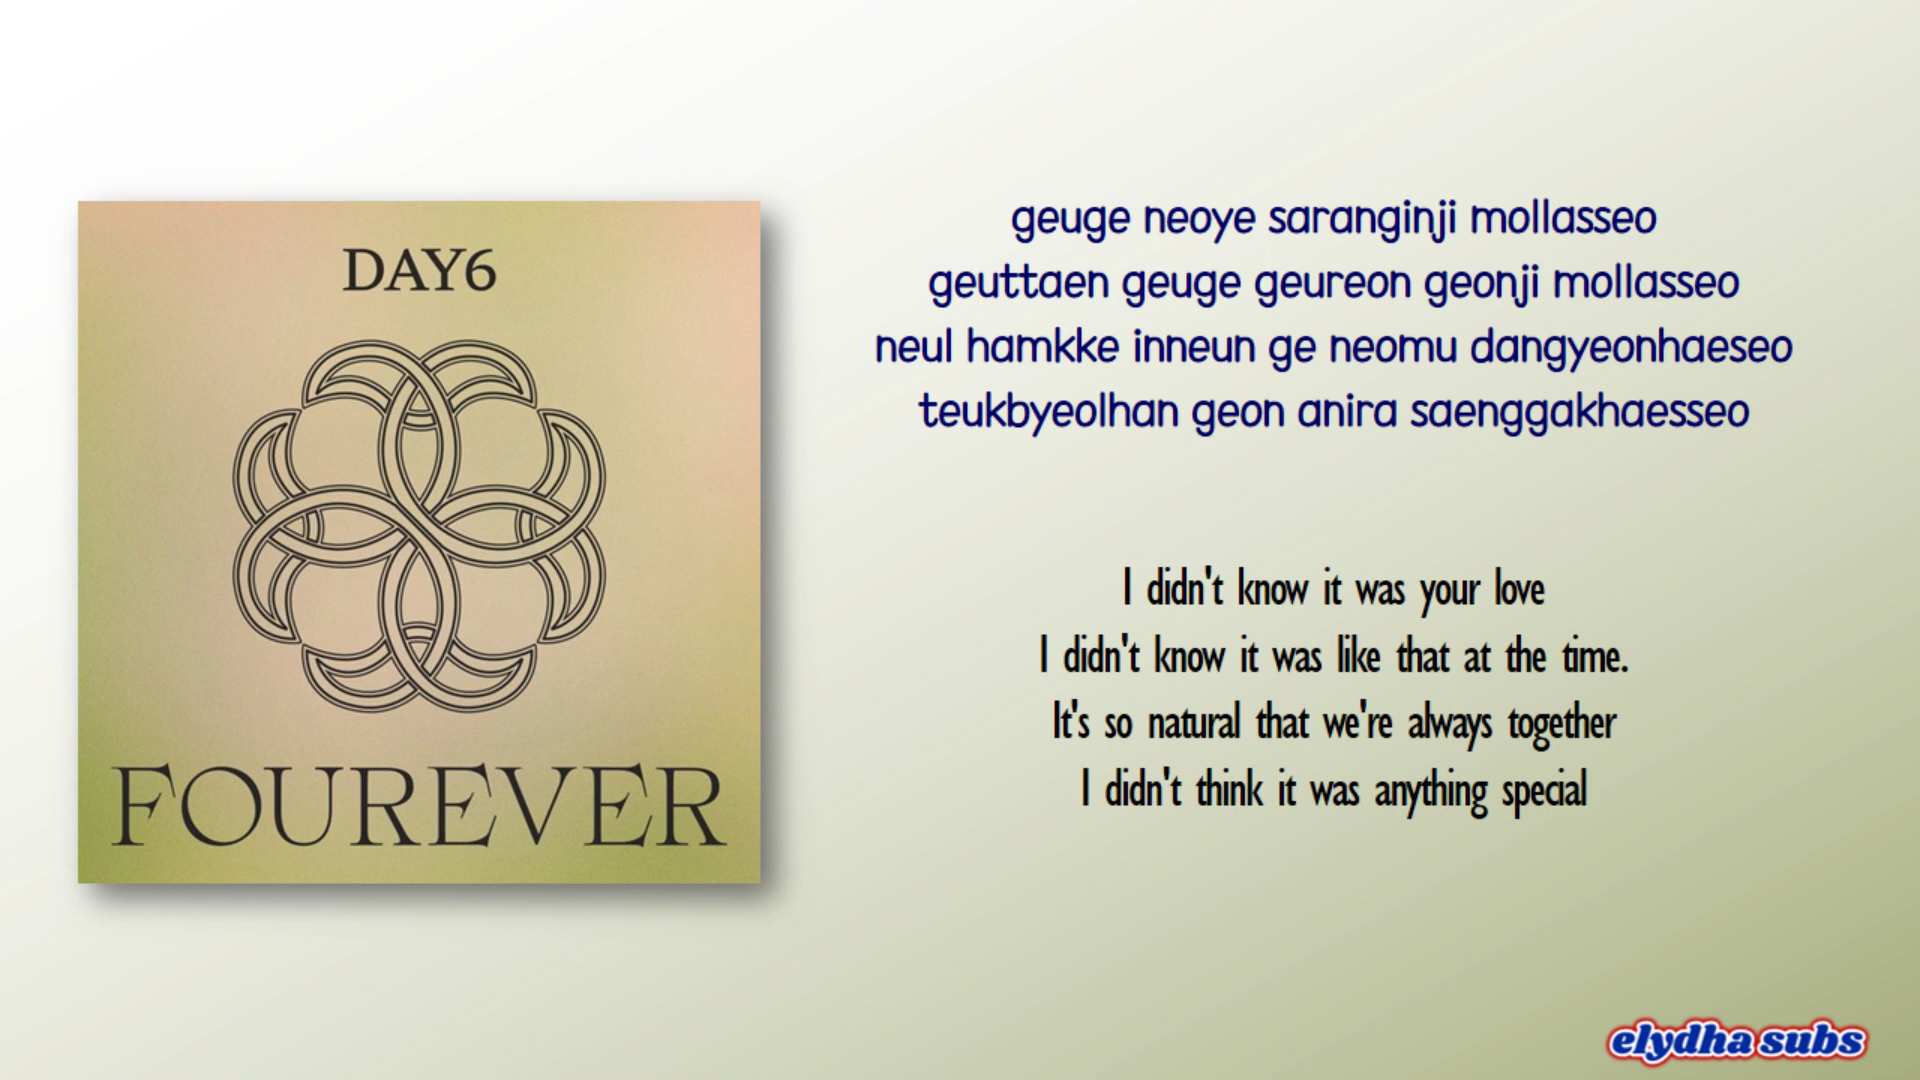 DAY6
FOUREVER
geuge neoye saranginji mollasseo
geuttaen geuge geureon geonji mollasseo
neul hamkke inneun ge neomu dangyeonhaeseo
teukbyeolhan geon anira saenggakhaesseo
I didn't know it was your love
I didn't know it was like that at the time.
It's so natural that we're always together
I didn't think it was anything special
elydha subs